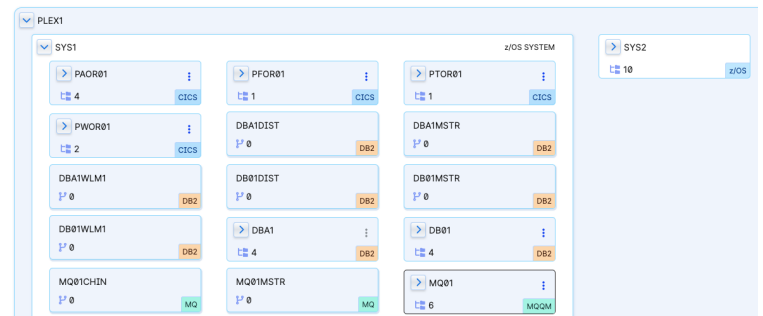 PLEX1
SYS1 z/OS SYSTEM
SYS2
10 z/OS
PAOR01
4 CICS
PFOR01
1 CICS
PTOR01
1 CICS
PWOR01
2 CICS
DBA1DIST
0 DB2
DBA1MSTR
0 DB2
DBA1WLM1
0 DB2
DB01DIST
0 DB2
DB01MSTR
0 DB2
DB01WLM1
0 DB2
DBA1
4 DB2
DB01
4 DB2
MQ01CHIN
0 MQ
MQ01MSTR
0 MQ
MQ01
6 MQQM